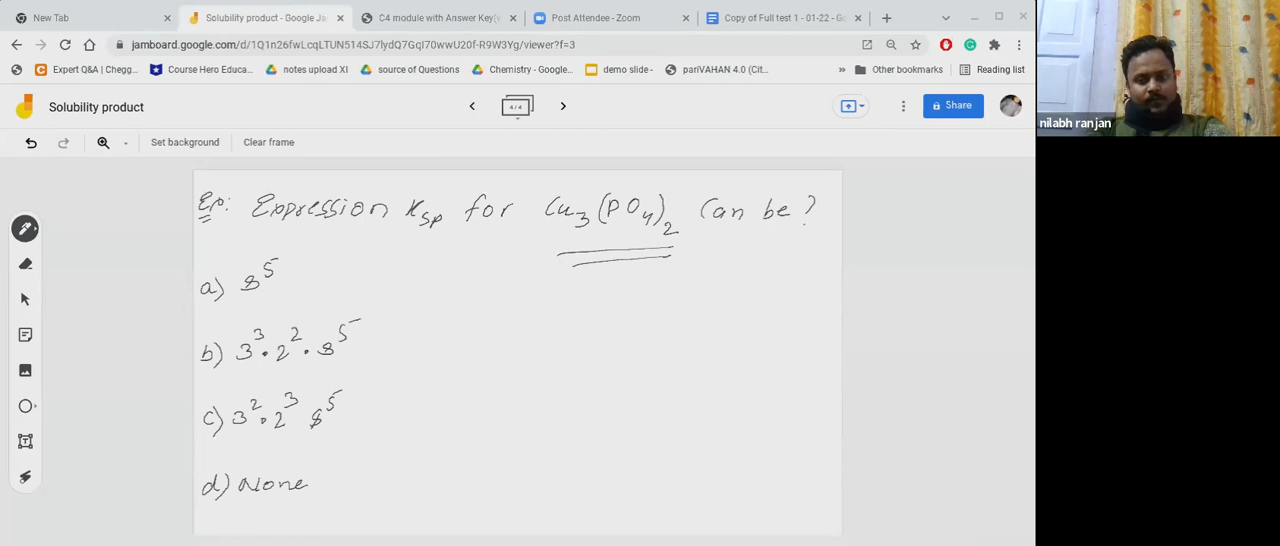 New Tab
Solubility product - Google Ja
C4 module with Answer Key(
Post Attendee - Zoom
Copy of Full test 1 - 01-22 - G
jamboard.google.com/d/1Q1n26fwLcqLTUN514SJ7lydQ7GqI70wwU20f-R9W3Yg/viewer?f=3
Expert Q&A | Chegg...
Course Hero Educa...
notes upload XI
source of Questions
Chemistry - Google...
demo slide -
pariVAHAN 4.0 (Cit...
»
Other bookmarks
Reading list
Solubility product
4/4
Share
nilabh ranjan
Set background
Clear frame
Ex: Expression Ksp for Cu₃(PO₄)₂ can be?
a) s⁵
b) 3³·2²·s⁵
c) 3²·2³ s⁵
d) None